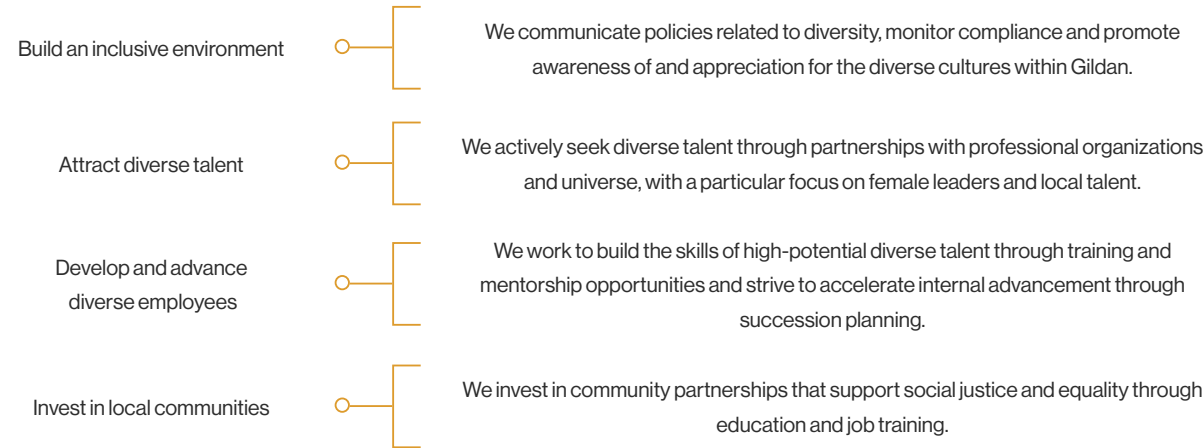 Build an inclusive environment
We communicate policies related to diversity, monitor compliance and promote
awareness of and appreciation for the diverse cultures within Gildan.
Attract diverse talent
We actively seek diverse talent through partnerships with professional organizations
and universe, with a particular focus on female leaders and local talent.
Develop and advance
diverse employees
We work to build the skills of high-potential diverse talent through training and
mentorship opportunities and strive to accelerate internal advancement through
succession planning.
Invest in local communities
We invest in community partnerships that support social justice and equality through
education and job training.